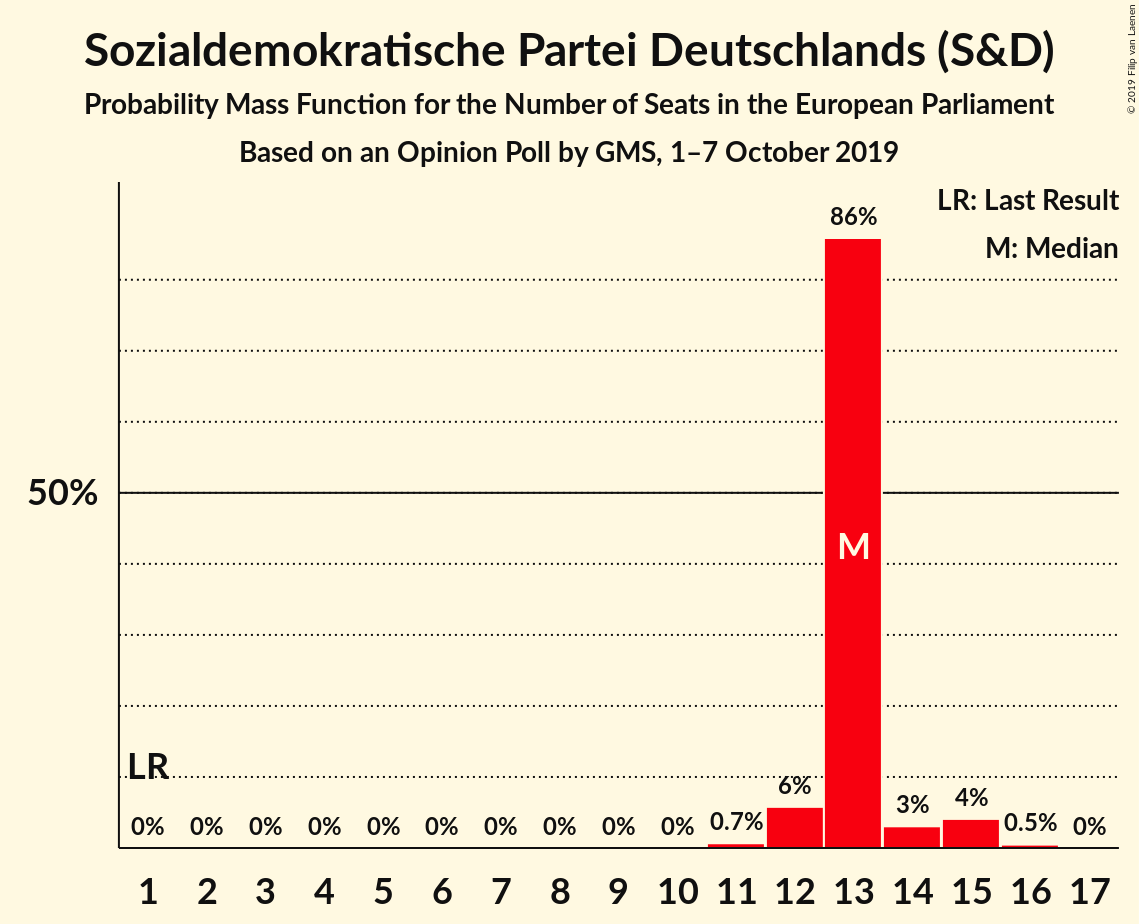 Sozialdemokratische Partei Deutschlands (S&D)
Probability Mass Function for the Number of Seats in the European Parliament
Based on an Opinion Poll by GMS, 1–7 October 2019
© 2019 Filip van Laenen
LR: Last Result
M: Median
86%
50%
M
LR
0% 0% 0% 0% 0% 0% 0% 0% 0% 0% 0.7% 6% 3% 4% 0.5% 0%
1 2 3 4 5 6 7 8 9 10 11 12 13 14 15 16 17